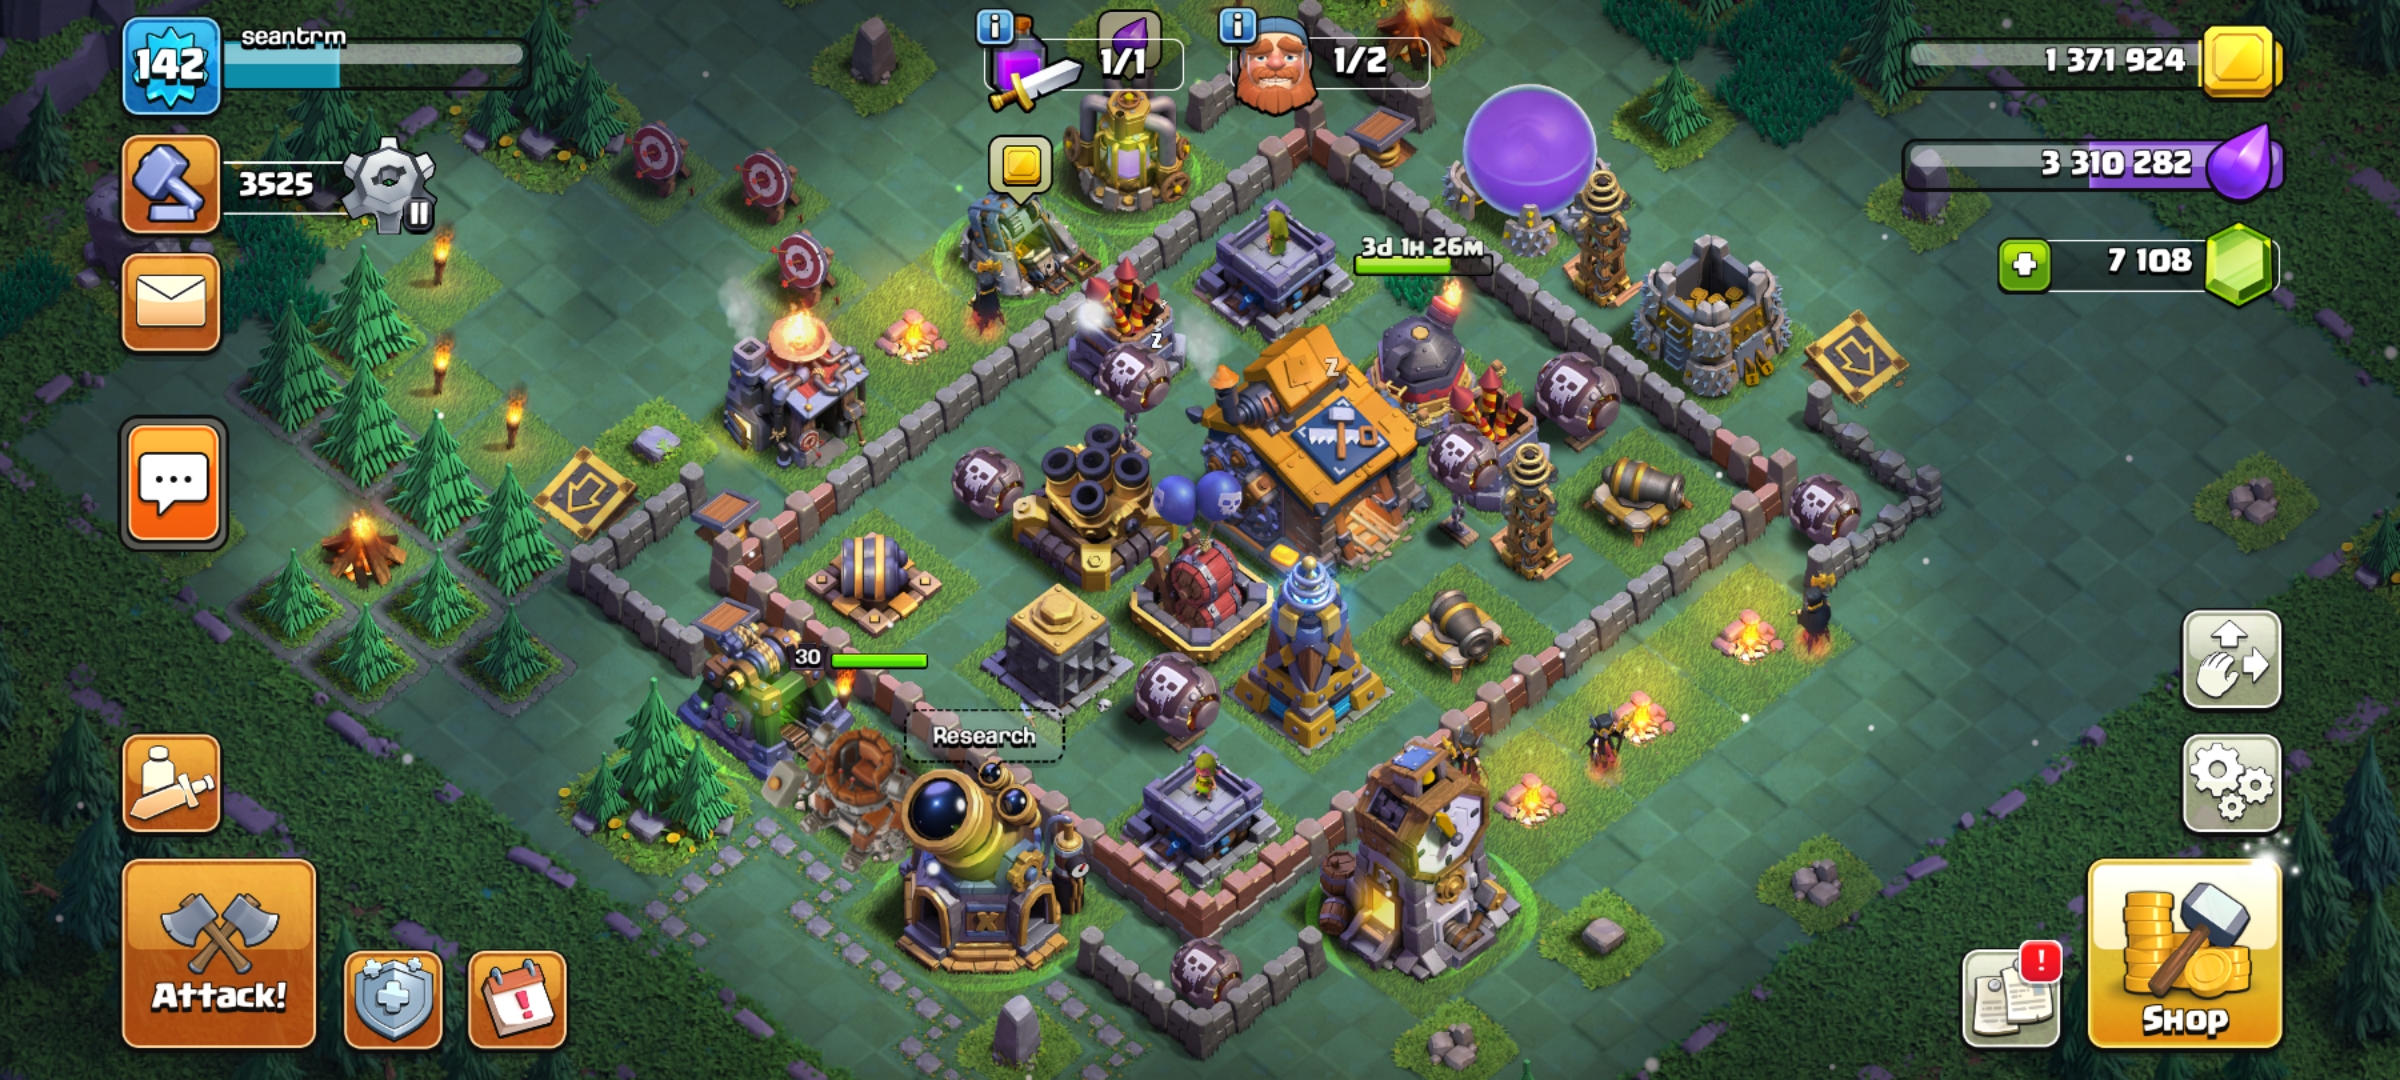 142
seantrm
1/1
1/2
1 371 924
3525
3 310 282
7 108
3d 1h 26m
z
z
30
Research
Attack!
Shop